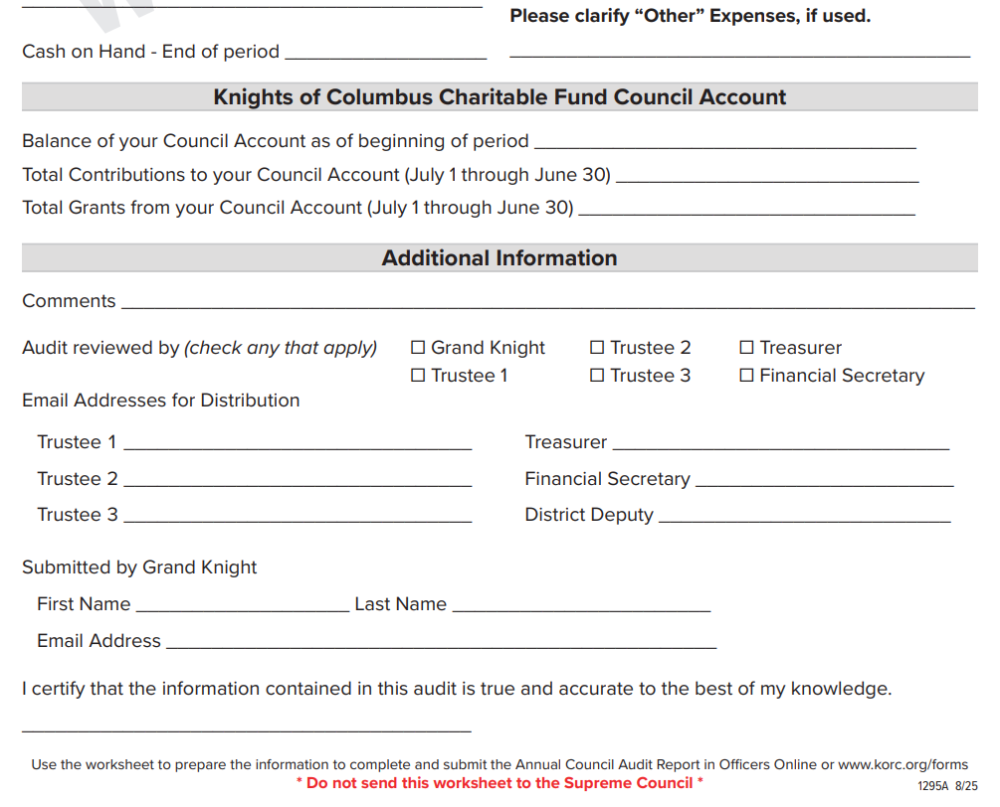 Please clarify “Other” Expenses, if used.
Cash on Hand - End of period
Knights of Columbus Charitable Fund Council Account
Balance of your Council Account as of beginning of period
Total Contributions to your Council Account (July 1 through June 30)
Total Grants from your Council Account (July 1 through June 30)
Additional Information
Comments
Audit reviewed by (check any that apply) ☐ Grand Knight ☐ Trustee 2 ☐ Treasurer
☐ Trustee 1 ☐ Trustee 3 ☐ Financial Secretary
Email Addresses for Distribution
Trustee 1 Treasurer
Trustee 2 Financial Secretary
Trustee 3 District Deputy
Submitted by Grand Knight
First Name Last Name
Email Address
I certify that the information contained in this audit is true and accurate to the best of my knowledge.
Use the worksheet to prepare the information to complete and submit the Annual Council Audit Report in Officers Online or www.korc.org/forms
* Do not send this worksheet to the Supreme Council *
1295A 8/25